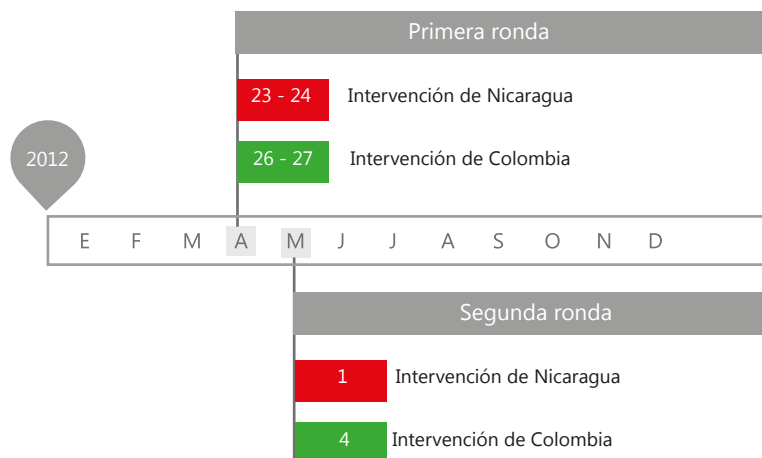 Primera ronda
23 - 24 Intervención de Nicaragua
26 - 27 Intervención de Colombia
2012
E F M A M J J A S O N D
Segunda ronda
1 Intervención de Nicaragua
4 Intervención de Colombia